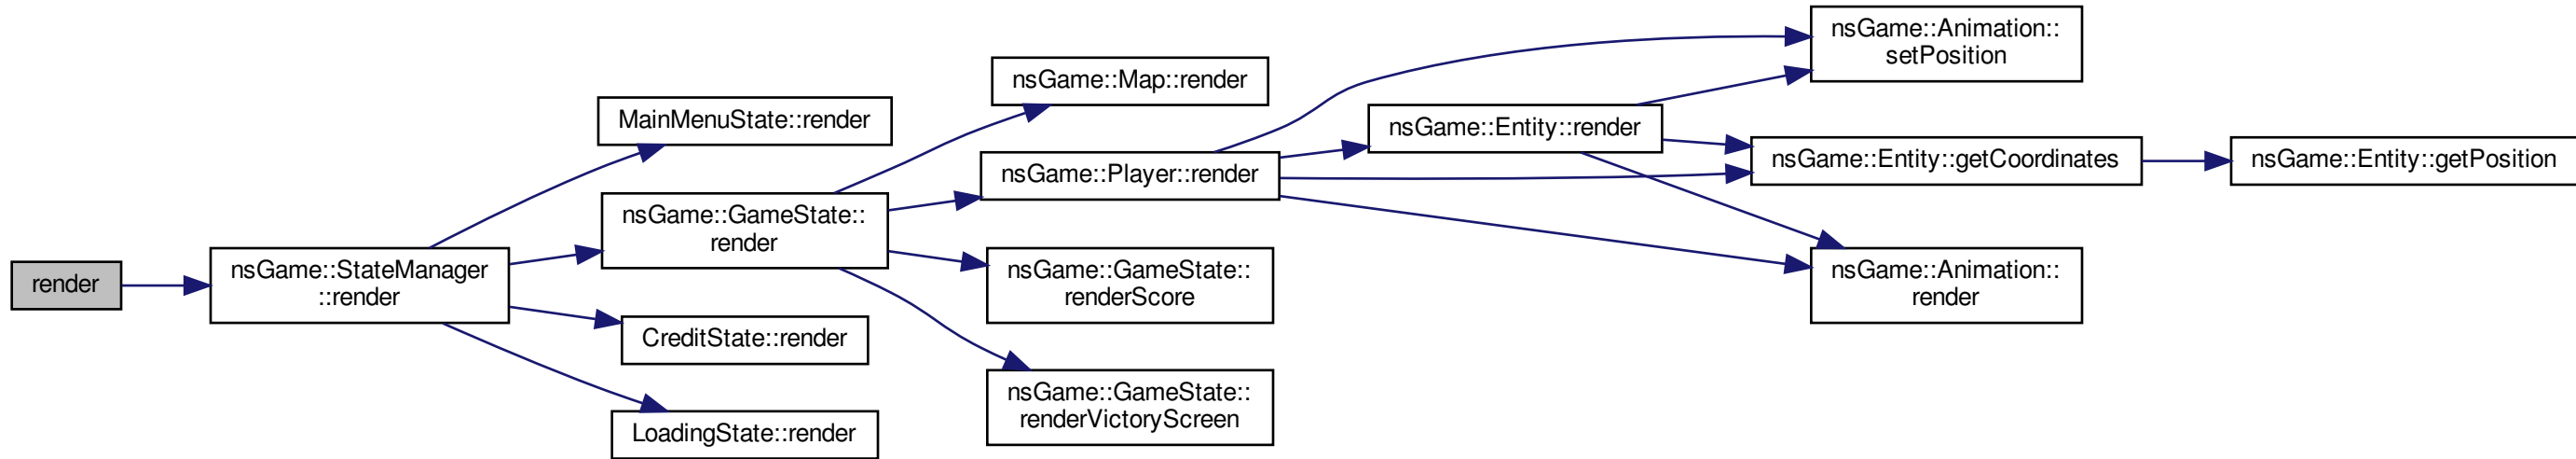 render
nsGame::StateManager
::render
MainMenuState::render
nsGame::GameState::
render
CreditState::render
LoadingState::render
nsGame::Map::render
nsGame::Player::render
nsGame::GameState::
renderScore
nsGame::GameState::
renderVictoryScreen
nsGame::Entity::render
nsGame::Animation::
setPosition
nsGame::Entity::getCoordinates
nsGame::Animation::
render
nsGame::Entity::getPosition